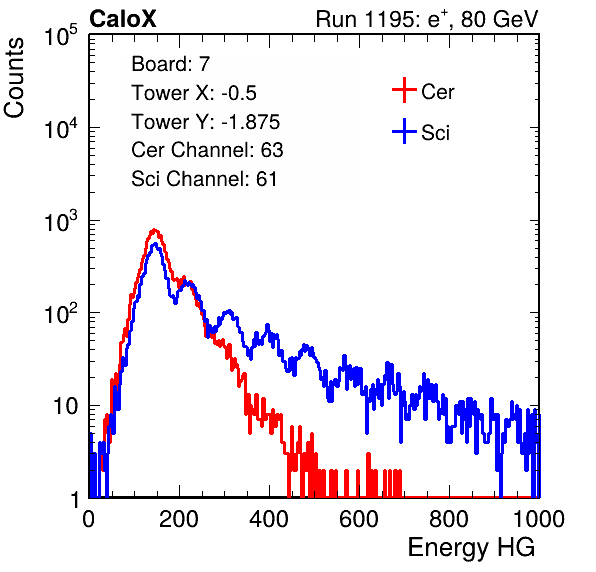 CaloX Run 1195: e⁺, 80 GeV
Counts
Board: 7
Tower X: -0.5
Tower Y: -1.875
Cer Channel: 63
Sci Channel: 61
Cer
Sci
10⁵
10⁴
10³
10²
10
1
0 200 400 600 800 1000
Energy HG